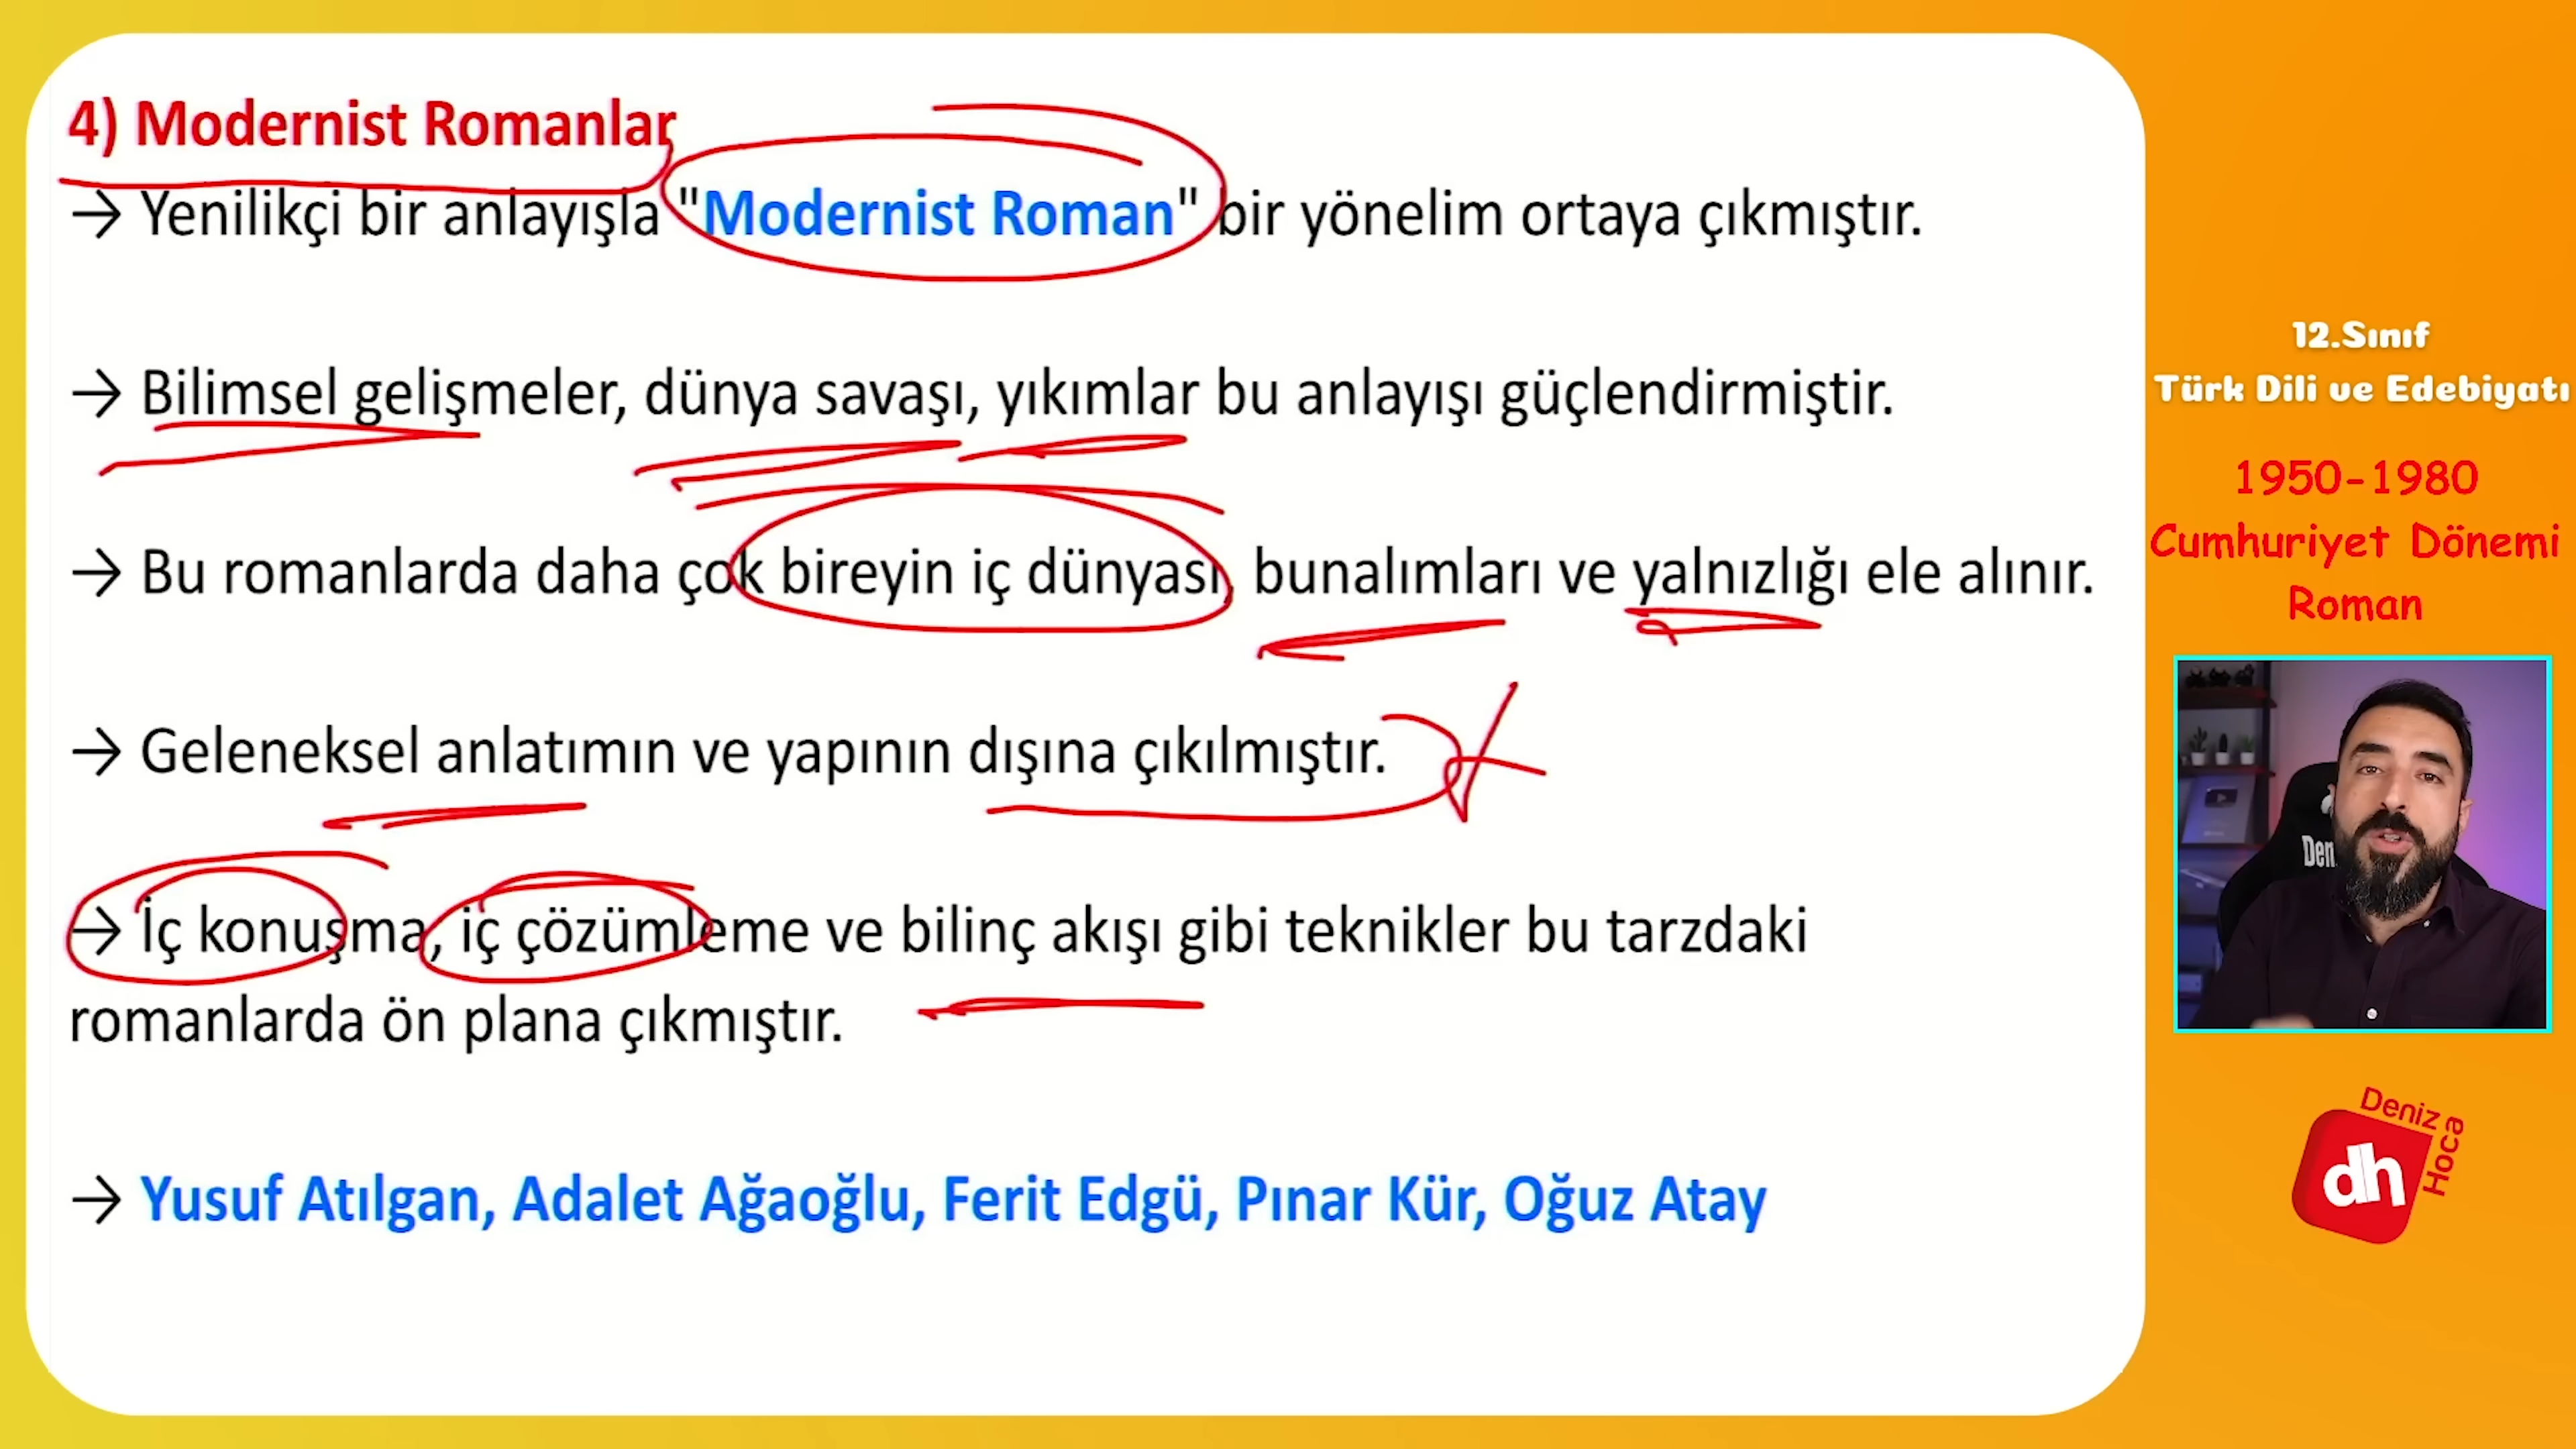 4) Modernist Romanlar
→ Yenilikçi bir anlayışla "Modernist Roman" bir yönelim ortaya çıkmıştır.
→ Bilimsel gelişmeler, dünya savaşı, yıkımlar bu anlayışı güçlendirmiştir.
→ Bu romanlarda daha çok bireyin iç dünyası, bunalımları ve yalnızlığı ele alınır.
→ Geleneksel anlatımın ve yapının dışına çıkılmıştır.
→ İç konuşma, iç çözümleme ve bilinç akışı gibi teknikler bu tarzdaki
romanlarda ön plana çıkmıştır.
→ Yusuf Atılgan, Adalet Ağaoğlu, Ferit Edgü, Pınar Kür, Oğuz Atay
12.Sınıf
Türk Dili ve Edebiyatı
1950-1980
Cumhuriyet Dönemi
Roman
Den
Deniz
Hoca
dh